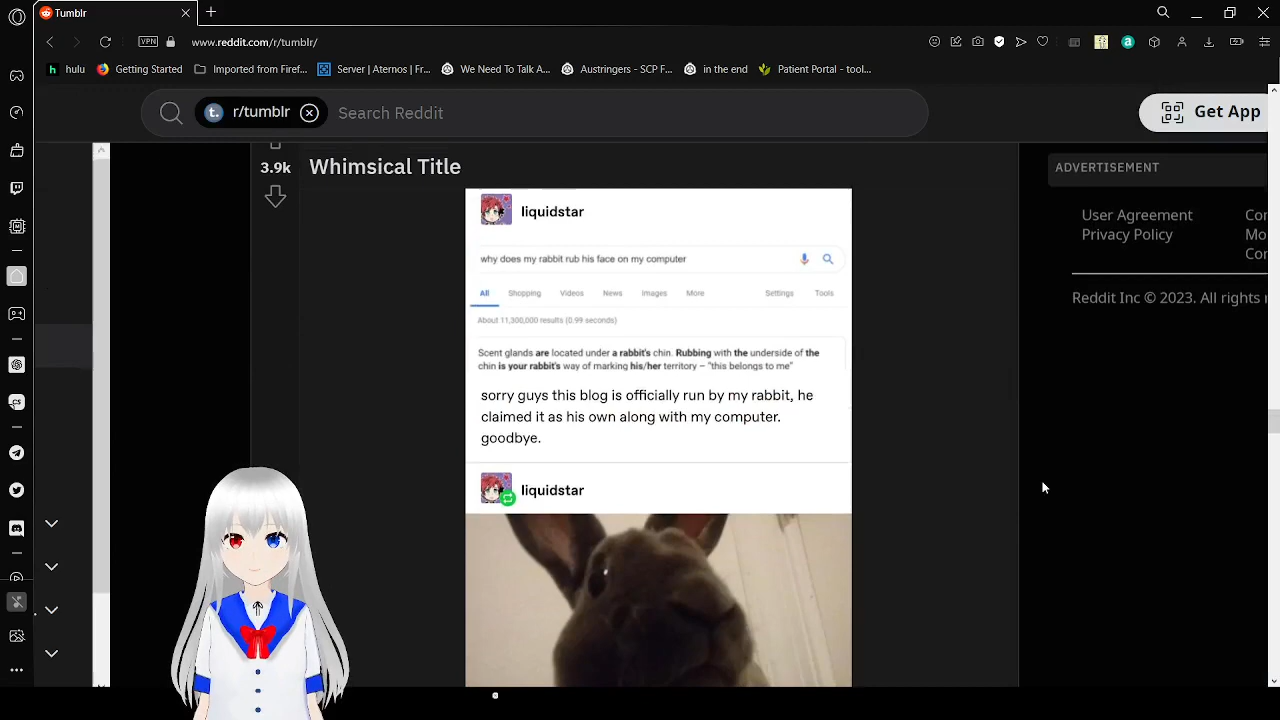 Tumblr
VPN
www.reddit.com/r/tumblr/
hulu
Getting Started
Imported from Firef...
Server | Aternos | Fr...
We Need To Talk A...
Austringers - SCP F...
in the end
Patient Portal - tool...
r/tumblr
Search Reddit
Get App
3.9k
Whimsical Title
ADVERTISEMENT
liquidstar
User Agreement
Privacy Policy
Reddit Inc © 2023. All rights
why does my rabbit rub his face on my computer
All Shopping Videos News Images More Settings Tools
About 11,300,000 results (0.99 seconds)
Scent glands are located under a rabbit's chin. Rubbing with the underside of the
chin is your rabbit's way of marking his/her territory – "this belongs to me"
sorry guys this blog is officially run by my rabbit, he
claimed it as his own along with my computer.
goodbye.
liquidstar